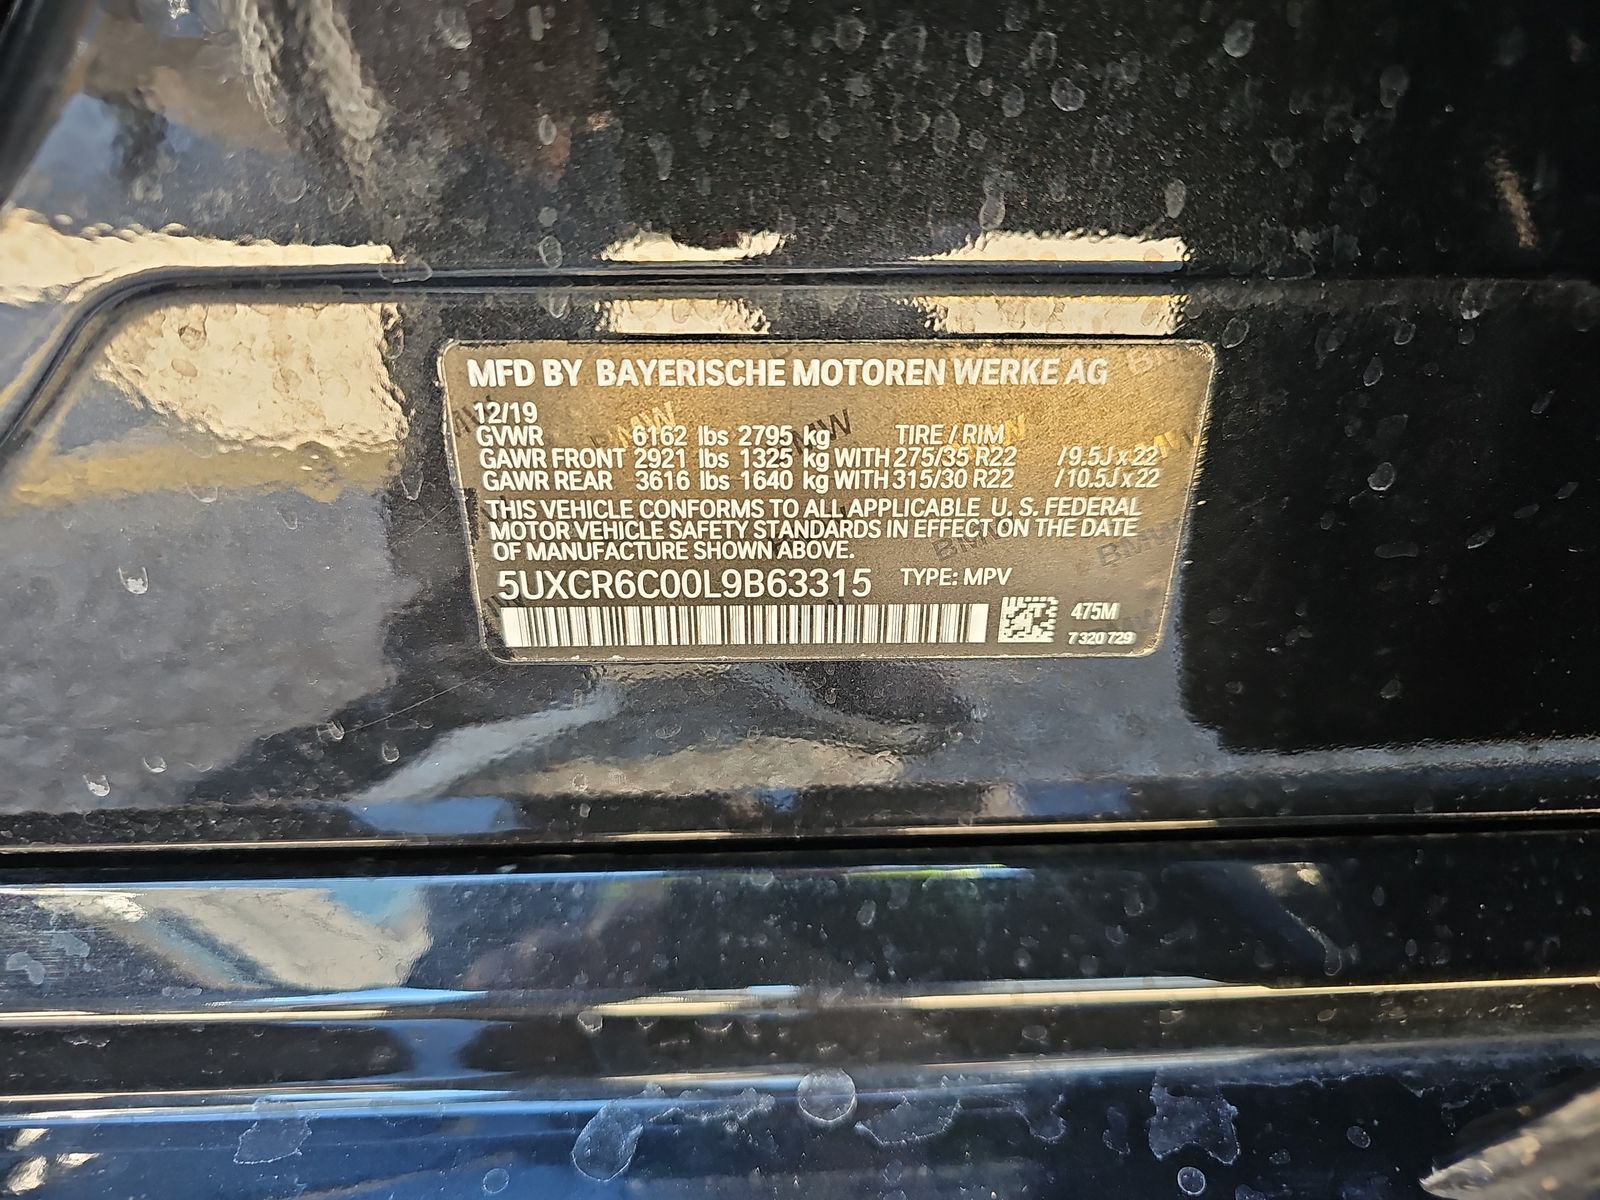 MFD BY BAYERISCHE MOTOREN WERKE AG
12/19
GVWR 6162 lbs 2795 kg TIRE / RIM
GAWR FRONT 2921 lbs 1325 kg WITH 275/35 R22 / 9.5J x 22
GAWR REAR 3616 lbs 1640 kg WITH 315/30 R22 / 10.5J x 22
THIS VEHICLE CONFORMS TO ALL APPLICABLE U. S. FEDERAL
MOTOR VEHICLE SAFETY STANDARDS IN EFFECT ON THE DATE
OF MANUFACTURE SHOWN ABOVE.
5UXCR6C00L9B63315 TYPE: MPV
475M
7 320 729